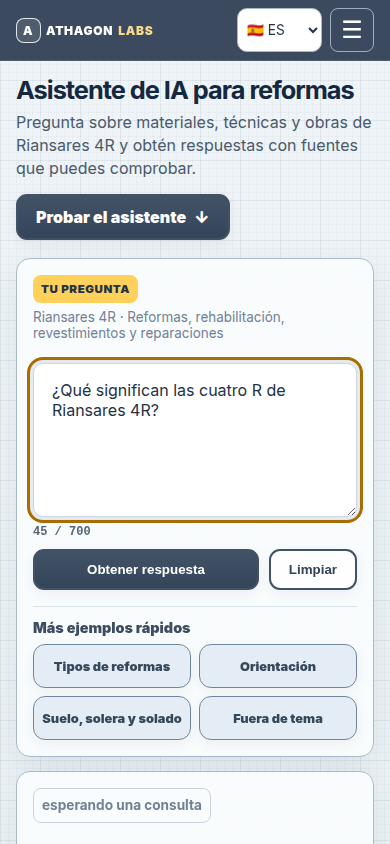 A ATHAGON LABS
🇪🇸 ES
Asistente de IA para reformas
Pregunta sobre materiales, técnicas y obras de
Riansares 4R y obtén respuestas con fuentes
que puedes comprobar.
Probar el asistente ↓
TU PREGUNTA
Riansares 4R · Reformas, rehabilitación,
revestimientos y reparaciones
¿Qué significan las cuatro R de
Riansares 4R?
45 / 700
Obtener respuesta
Limpiar
Más ejemplos rápidos
Tipos de reformas
Orientación
Suelo, solera y solado
Fuera de tema
esperando una consulta